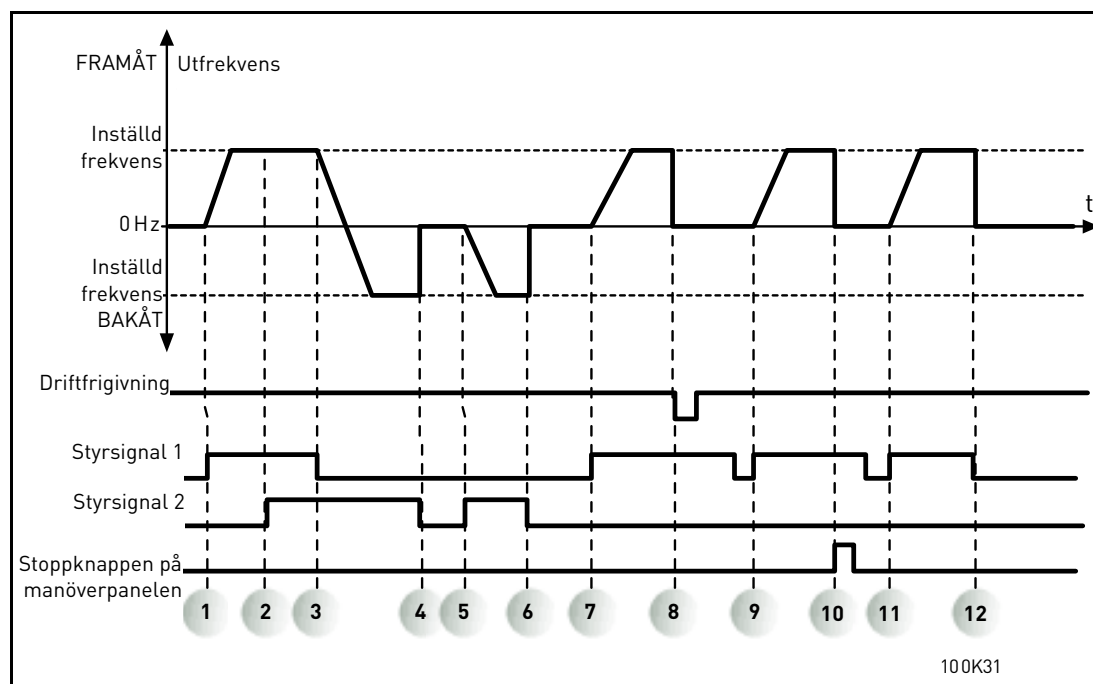 FRAMÅT
Utfrekvens
Inställd
frekvens
t
0 Hz
Inställd
frekvens
BAKÅT
Driftfrigivning
Styrsignal 1
Styrsignal 2
Stoppknappen på
manöverpanelen
1 2 3 4 5 6 7 8 9 10 11 12
100K31